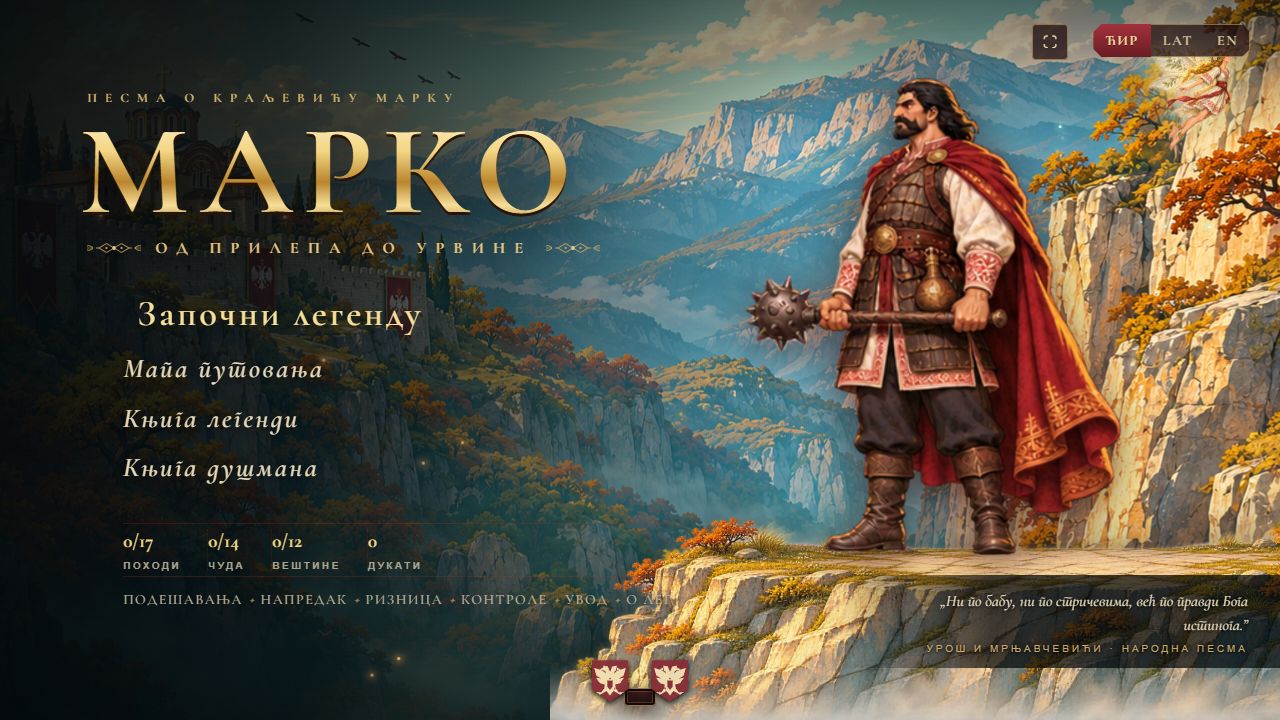 ЋИР LAT EN
ПЕСМА О КРАЉЕВИЋУ МАРКУ
МАРКО
ОД ПРИЛЕПА ДО УРВИНЕ
Започни легенду
Мапа путовања
Књига легенди
Књига душмана
0/17 0/14 0/12 0
ПОХОДИ ЧУДА ВЕШТИНЕ ДУКАТИ
ПОДЕШАВАЊА • НАПРЕДАК • РИЗНИЦА • КОНТРОЛЕ • УВОД • О
„Ни по бабу, ни по стричевима, већ по правди Бога
истинога.”
УРОШ И МРЊАВЧЕВИЋИ · НАРОДНА ПЕСМА